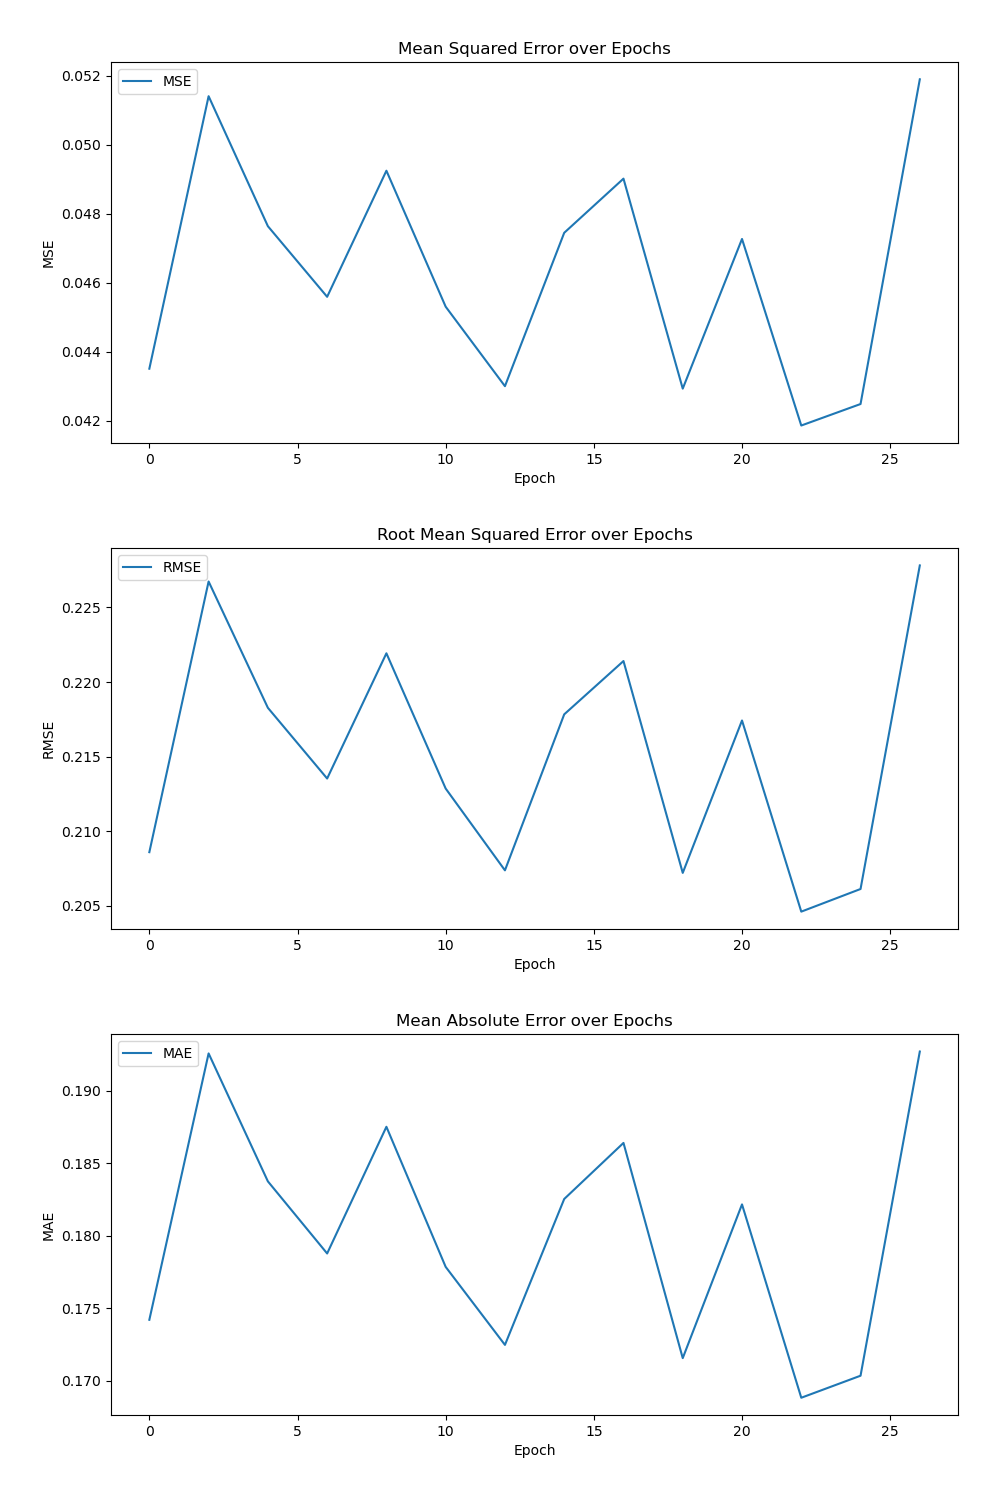 Mean Squared Error over Epochs
MSE
0.052
0.050
0.048
0.046
0.044
0.042
MSE
0 5 10 15 20 25
Epoch
Root Mean Squared Error over Epochs
RMSE
0.225
0.220
0.215
0.210
0.205
RMSE
0 5 10 15 20 25
Epoch
Mean Absolute Error over Epochs
MAE
0.190
0.185
0.180
0.175
0.170
MAE
0 5 10 15 20 25
Epoch